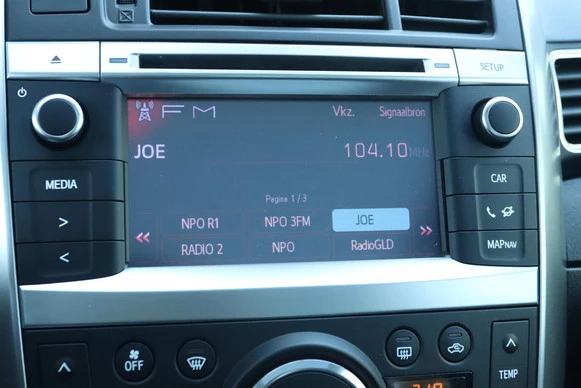 SETUP
FM Vkz. Signaalbron
JOE 104.10 MHz
Pagina 1 / 3
NPO R1 NPO 3FM JOE
RADIO 2 NPO RadioGLD
MEDIA
CAR
MAP NAV
OFF
TEMP